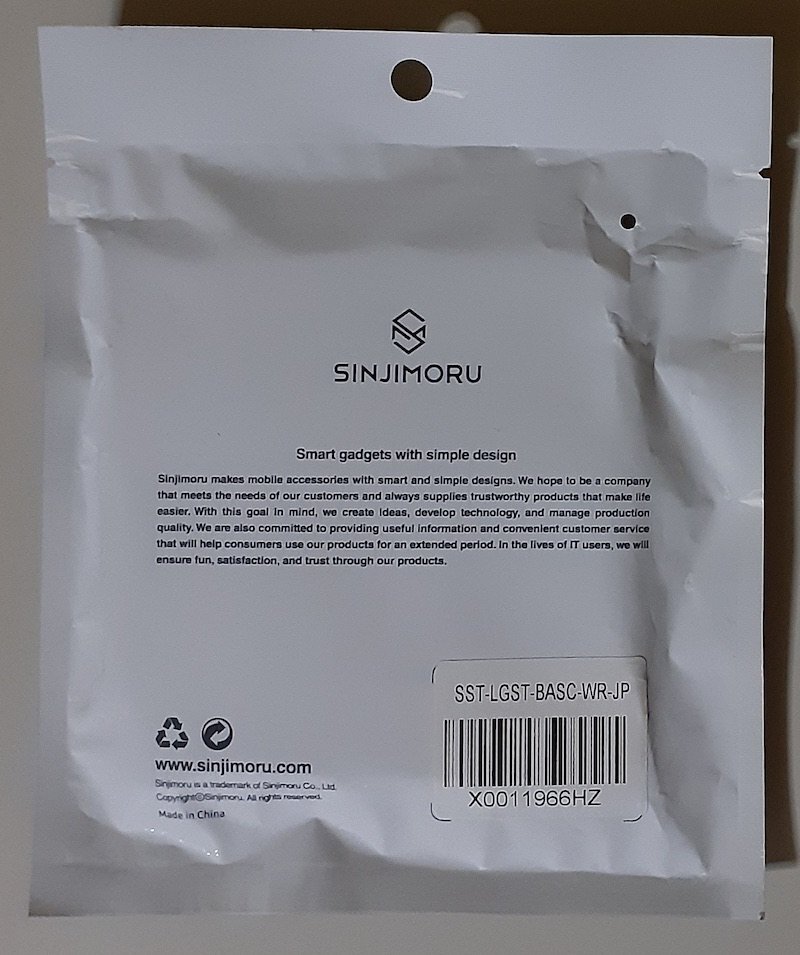 SINJIMORU
Smart gadgets with simple design
Sinjimoru makes mobile accessories with smart and simple designs. We hope to be a company
that meets the needs of our customers and always supplies trustworthy products that make life
easier. With this goal in mind, we create ideas, develop technology, and manage production
quality. We are also committed to providing useful information and convenient customer service
that will help consumers use our products for an extended period. In the lives of IT users, we will
ensure fun, satisfaction, and trust through our products.
SST-LGST-BASC-WR-JP
X0011966HZ
www.sinjimoru.com
Sinjimoru is a trademark of Sinjimoru Co., Ltd.
Copyright©Sinjimoru. All rights reserved.
Made in China